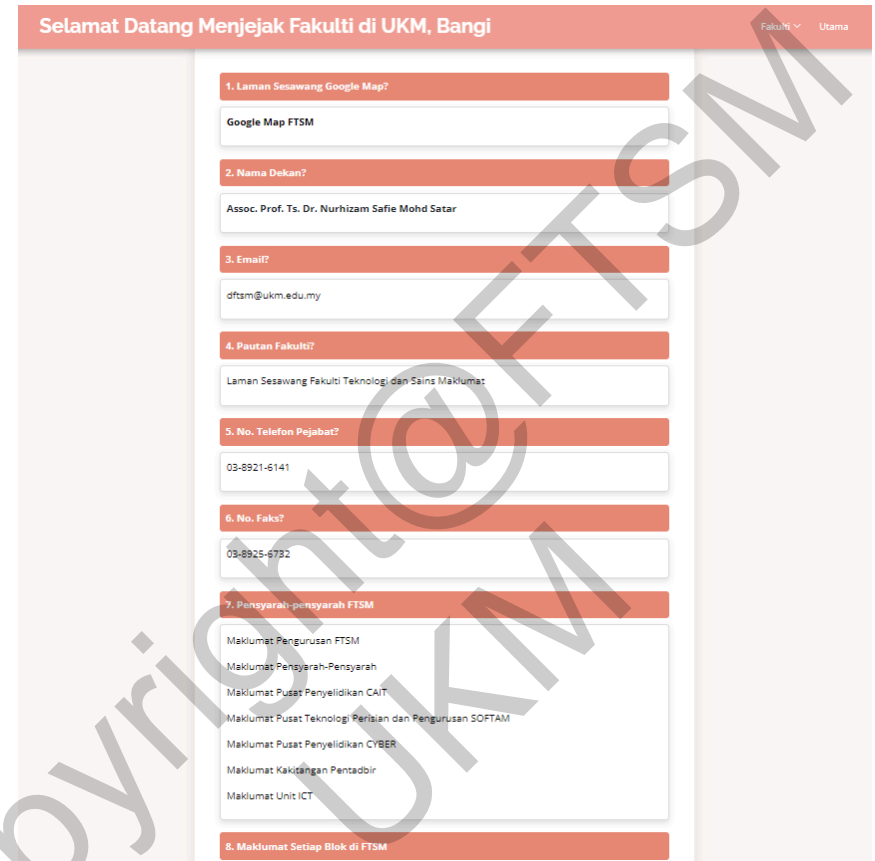 Selamat Datang Menjejak Fakulti di UKM, Bangi
Fakulti
Utama
1. Laman Sesawang Google Map?
Google Map FTSM
2. Nama Dekan?
Assoc. Prof. Ts. Dr. Nurhizam Safie Mohd Satar
3. Email?
dftsm@ukm.edu.my
4. Pautan Fakulti?
Laman Sesawang Fakulti Teknologi dan Sains Maklumat
5. No. Telefon Pejabat?
03-8921-6141
6. No. Faks?
03-8925-6732
7. Pensyarah-pensyarah FTSM
Maklumat Pengurusan FTSM
Maklumat Pensyarah-Pensyarah
Maklumat Pusat Penyelidikan CAIT
Maklumat Pusat Teknologi Perisian dan Pengurusan SOFTAM
Maklumat Pusat Penyelidikan CYBER
Maklumat Kakitangan Pentadbir
Maklumat Unit ICT
8. Maklumat Setiap Blok di FTSM
opyright@FTSM
UKM